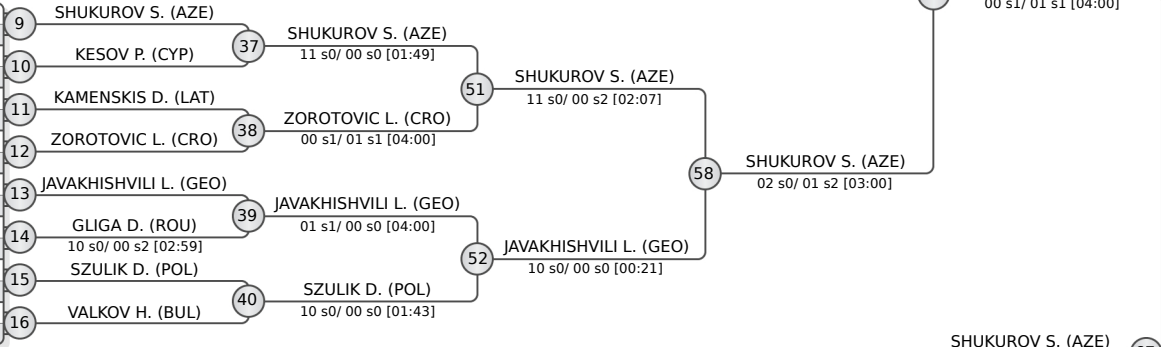 00 s1/ 01 s1 [04:00]
9
SHUKUROV S. (AZE)
10
KESOV P. (CYP)
37
SHUKUROV S. (AZE)
11 s0/ 00 s0 [01:49]
11
KAMENSKIS D. (LAT)
12
ZOROTOVIC L. (CRO)
38
ZOROTOVIC L. (CRO)
00 s1/ 01 s1 [04:00]
51
SHUKUROV S. (AZE)
11 s0/ 00 s2 [02:07]
13
JAVAKHISHVILI L. (GEO)
14
GLIGA D. (ROU)
10 s0/ 00 s2 [02:59]
39
JAVAKHISHVILI L. (GEO)
01 s1/ 00 s0 [04:00]
15
SZULIK D. (POL)
16
VALKOV H. (BUL)
40
SZULIK D. (POL)
10 s0/ 00 s0 [01:43]
52
JAVAKHISHVILI L. (GEO)
10 s0/ 00 s0 [00:21]
58
SHUKUROV S. (AZE)
02 s0/ 01 s2 [03:00]
SHUKUROV S. (AZE)